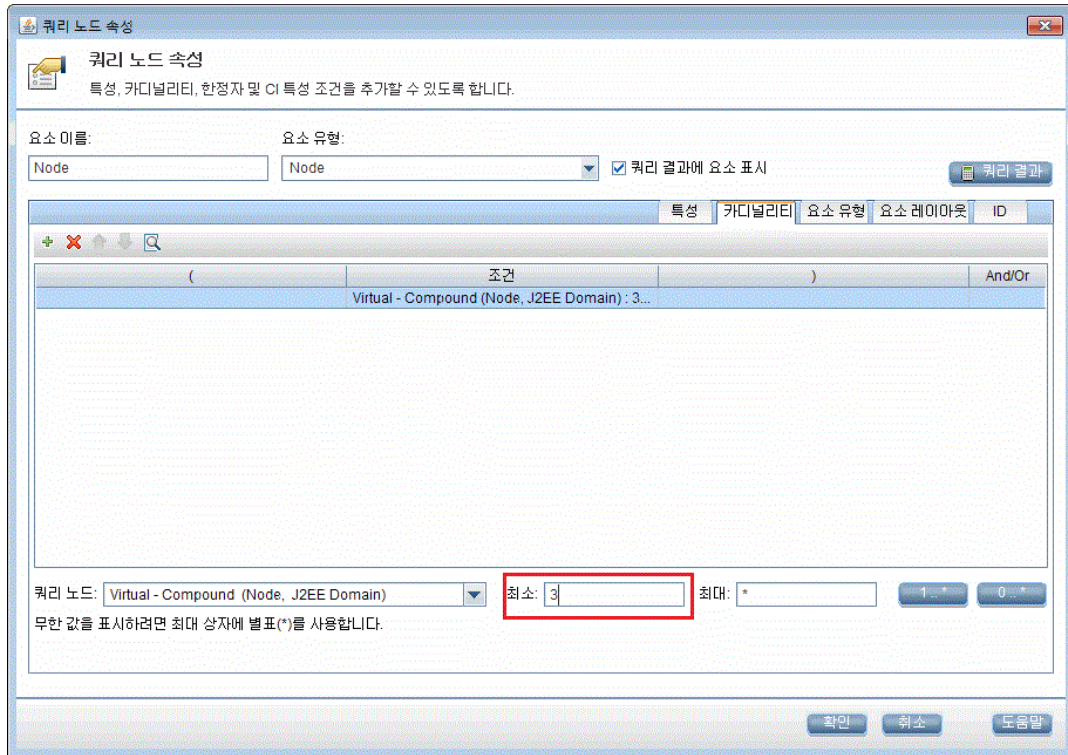 쿼리 노드 속성
쿼리 노드 속성
특성, 카디널리티, 한정자 및 CI 특성 조건을 추가할 수 있도록 합니다.
요소 이름: 요소 유형:
Node Node 쿼리 결과에 요소 표시 쿼리 결과
특성 카디널리티 요소 유형 요소 레이아웃 ID
( 조건 ) And/Or
Virtual - Compound (Node, J2EE Domain) : 3...
쿼리 노드: Virtual - Compound (Node, J2EE Domain) 최소: 3 최대: * 1..* 0..*
무한 값을 표시하려면 최대 상자에 별표(*)를 사용합니다.
확인 취소 도움말